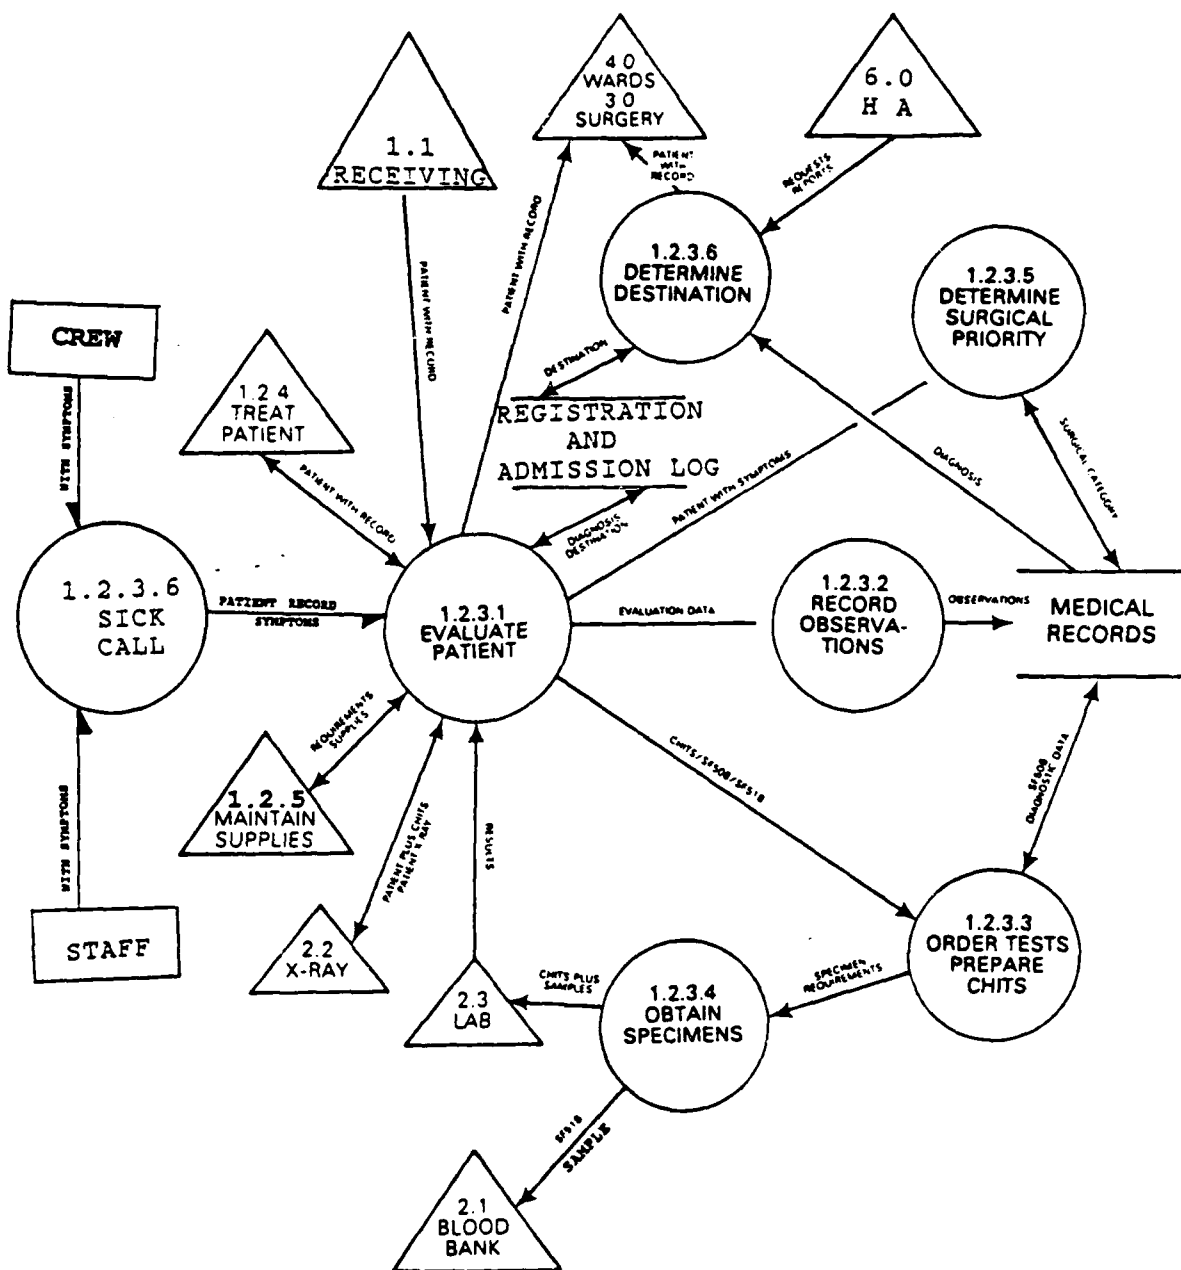 4 0
WARDS
3 0
SURGERY
6.0
H A
1.1
RECEIVING
PATIENT
WITH
RECORD
REQUESTS
REPORTS
PATIENT WITH RECORD
PATIENT WITH RECORD
1.2.3.6
DETERMINE
DESTINATION
1.2.3.5
DETERMINE
SURGICAL
PRIORITY
CREW
WITH SYMPTOMS
1.2 4
TREAT
PATIENT
DESTINATION
REGISTRATION
AND
ADMISSION LOG
PATIENT WITH SYMPTOMS
DIAGNOSIS
SURGICAL CATEGORY
PATIENT WITH RECORD
DIAGNOSIS
DESTINATION
1.2.3.6
SICK
CALL
PATIENT RECORD
SYMPTOMS
1.2.3.1
EVALUATE
PATIENT
EVALUATION DATA
1.2.3.2
RECORD
OBSERVA-
TIONS
OBSERVATIONS
MEDICAL
RECORDS
REQUIREMENTS
SUPPLIES
1.2.5
MAINTAIN
SUPPLIES
WITH SYMPTOMS
PATIENT PLUS CHITS
PATIENT X RAY
RESULTS
CHITS/SF508/SF518
SF508
DIAGNOSTIC DATA
STAFF
2.2
X-RAY
2.3
LAB
CHITS PLUS
SAMPLES
1.2.3.4
OBTAIN
SPECIMENS
SPECIMEN
REQUIREMENTS
1.2.3.3
ORDER TESTS
PREPARE
CHITS
SF518
SAMPLE
2.1
BLOOD
BANK